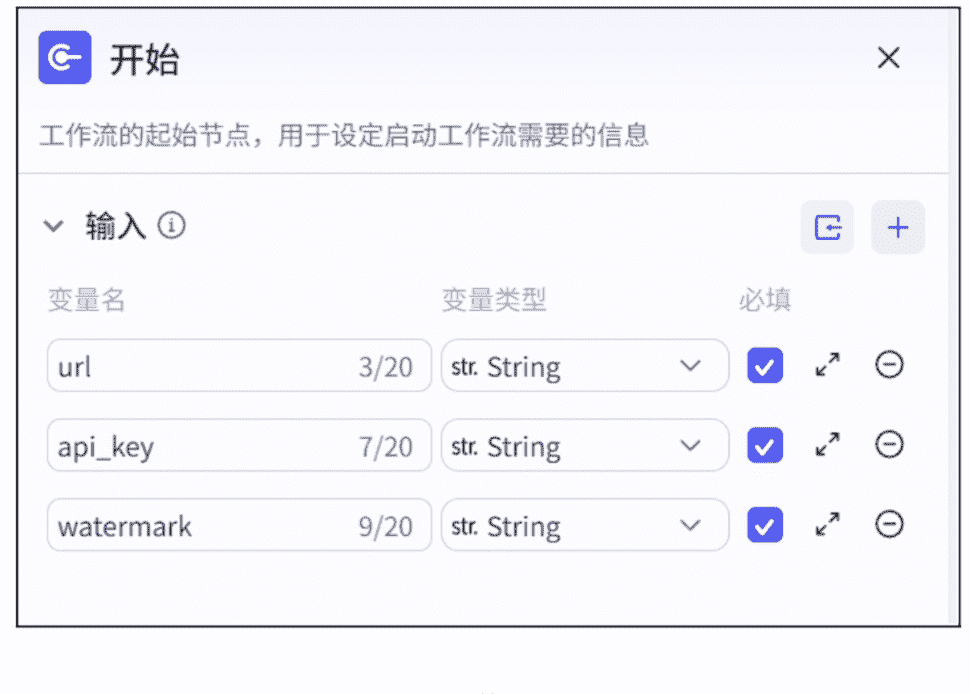 开始
工作流的起始节点，用于设定启动工作流需要的信息
输入
变量名 变量类型 必填
url 3/20 str. String
api_key 7/20 str. String
watermark 9/20 str. String